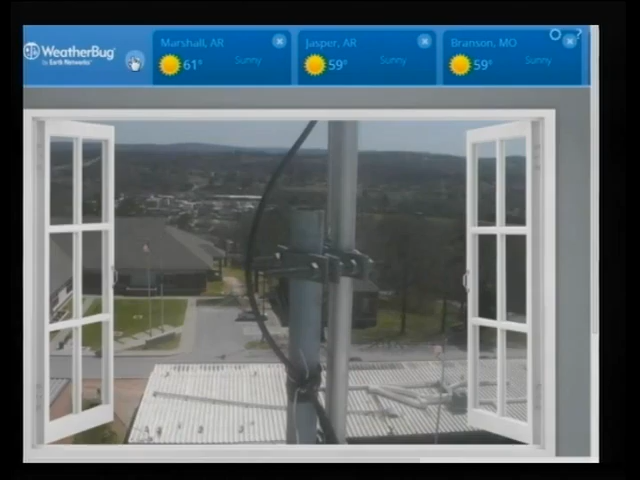 WeatherBug
by Earth Networks
Marshall, AR
61°
Sunny
Jasper, AR
59°
Sunny
Branson, MO
59°
Sunny
?